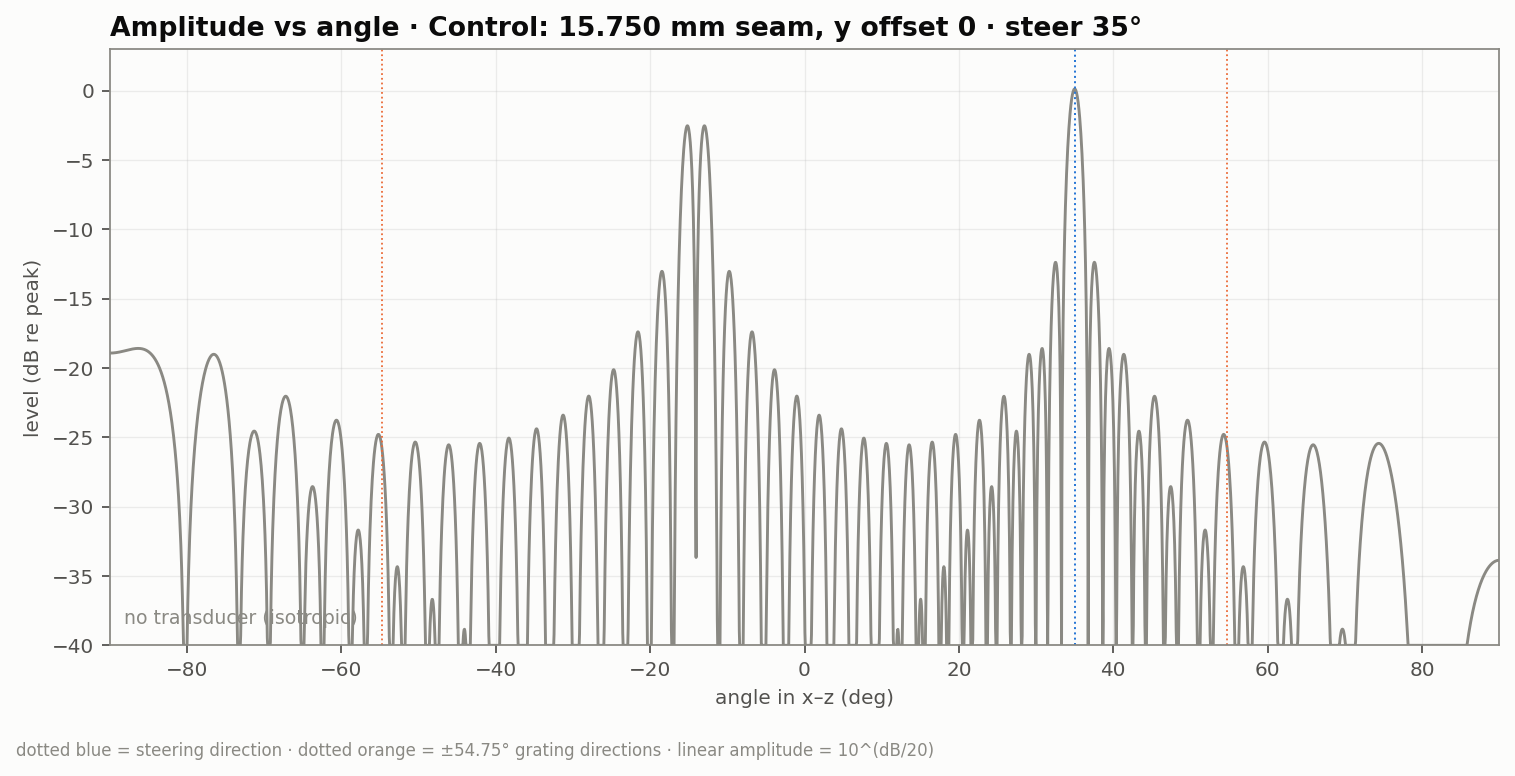 Amplitude vs angle · Control: 15.750 mm seam, y offset 0 · steer 35°
level (dB re peak)
0
−5
−10
−15
−20
−25
−30
−35
−40
no transducer (isotropic)
−80 −60 −40 −20 0 20 40 60 80
angle in x–z (deg)
dotted blue = steering direction · dotted orange = ±54.75° grating directions · linear amplitude = 10^(dB/20)